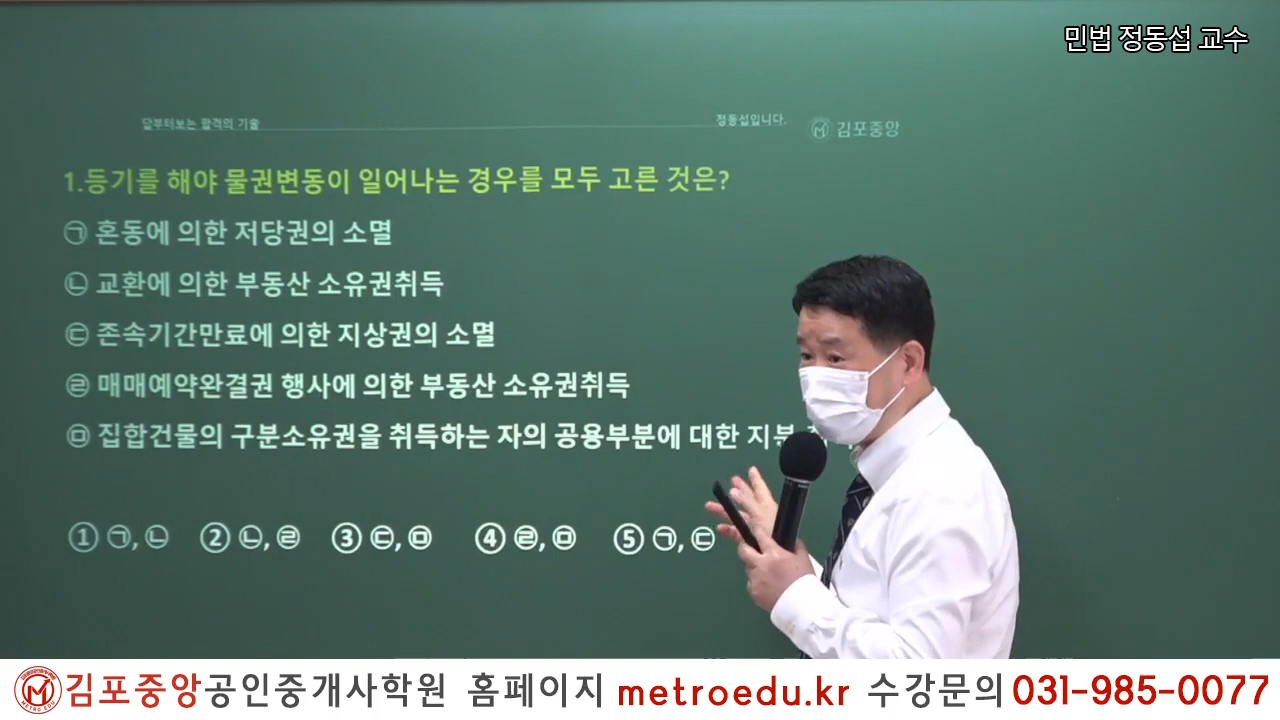 민법 정동섭 교수
답부터보는 합격의 기술
정동섭입니다.
김포중앙
1.등기를 해야 물권변동이 일어나는 경우를 모두 고른 것은?
㉠ 혼동에 의한 저당권의 소멸
㉡ 교환에 의한 부동산 소유권취득
㉢ 존속기간만료에 의한 지상권의 소멸
㉣ 매매예약완결권 행사에 의한 부동산 소유권취득
㉤ 집합건물의 구분소유권을 취득하는 자의 공용부분에 대한 지분
① ㉠, ㉡ ② ㉡, ㉣ ③ ㉢, ㉤ ④ ㉣, ㉤ ⑤ ㉠, ㉢
김포중앙공인중개사학원 홈페이지 metroedu.kr 수강문의 031-985-0077